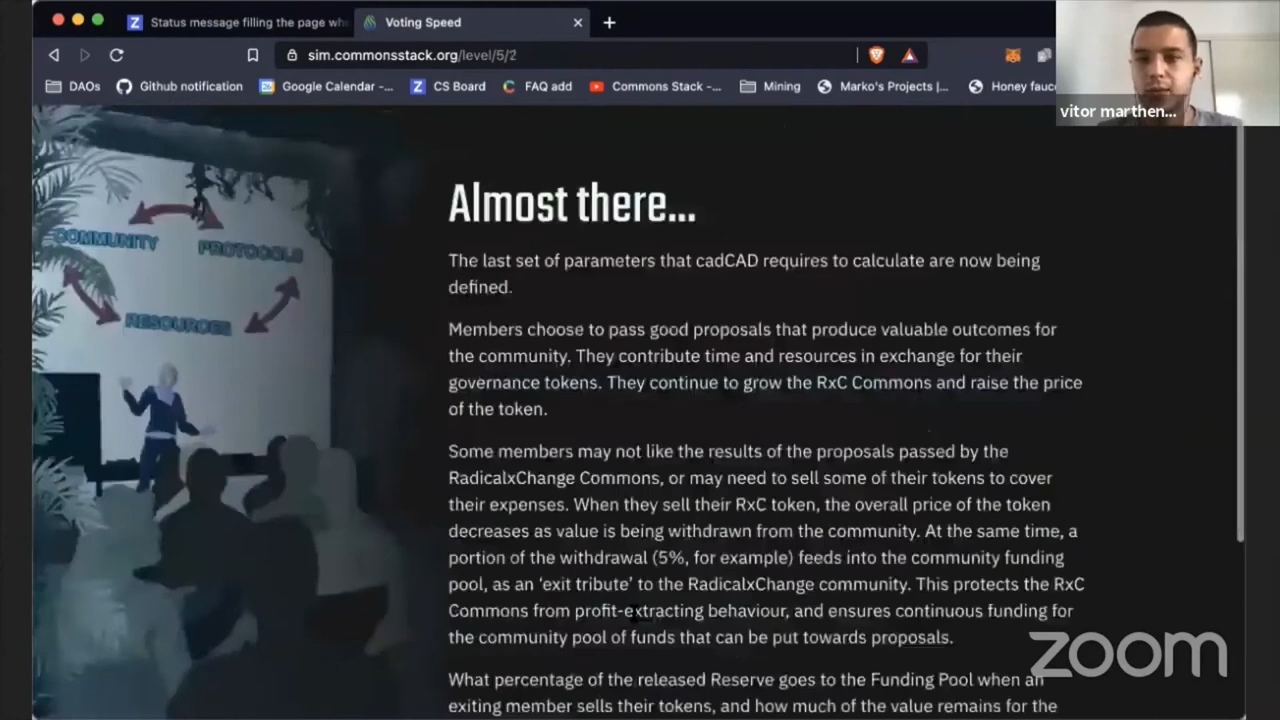 Status message filling the page wh
Voting Speed
sim.commonsstack.org/level/5/2
DAOs
Github notification
Google Calendar -...
CS Board
FAQ add
Commons Stack -...
Mining
Marko's Projects |...
Honey fauc
vitor marthen...
COMMUNITY
PROTOCOLS
RESOURCES
Almost there...
The last set of parameters that cadCAD requires to calculate are now being
defined.
Members choose to pass good proposals that produce valuable outcomes for
the community. They contribute time and resources in exchange for their
governance tokens. They continue to grow the RxC Commons and raise the price
of the token.
Some members may not like the results of the proposals passed by the
RadicalxChange Commons, or may need to sell some of their tokens to cover
their expenses. When they sell their RxC token, the overall price of the token
decreases as value is being withdrawn from the community. At the same time, a
portion of the withdrawal (5%, for example) feeds into the community funding
pool, as an ‘exit tribute’ to the RadicalxChange community. This protects the RxC
Commons from profit-extracting behaviour, and ensures continuous funding for
the community pool of funds that can be put towards proposals.
What percentage of the released Reserve goes to the Funding Pool when an
exiting member sells their tokens, and how much of the value remains for the
zoom